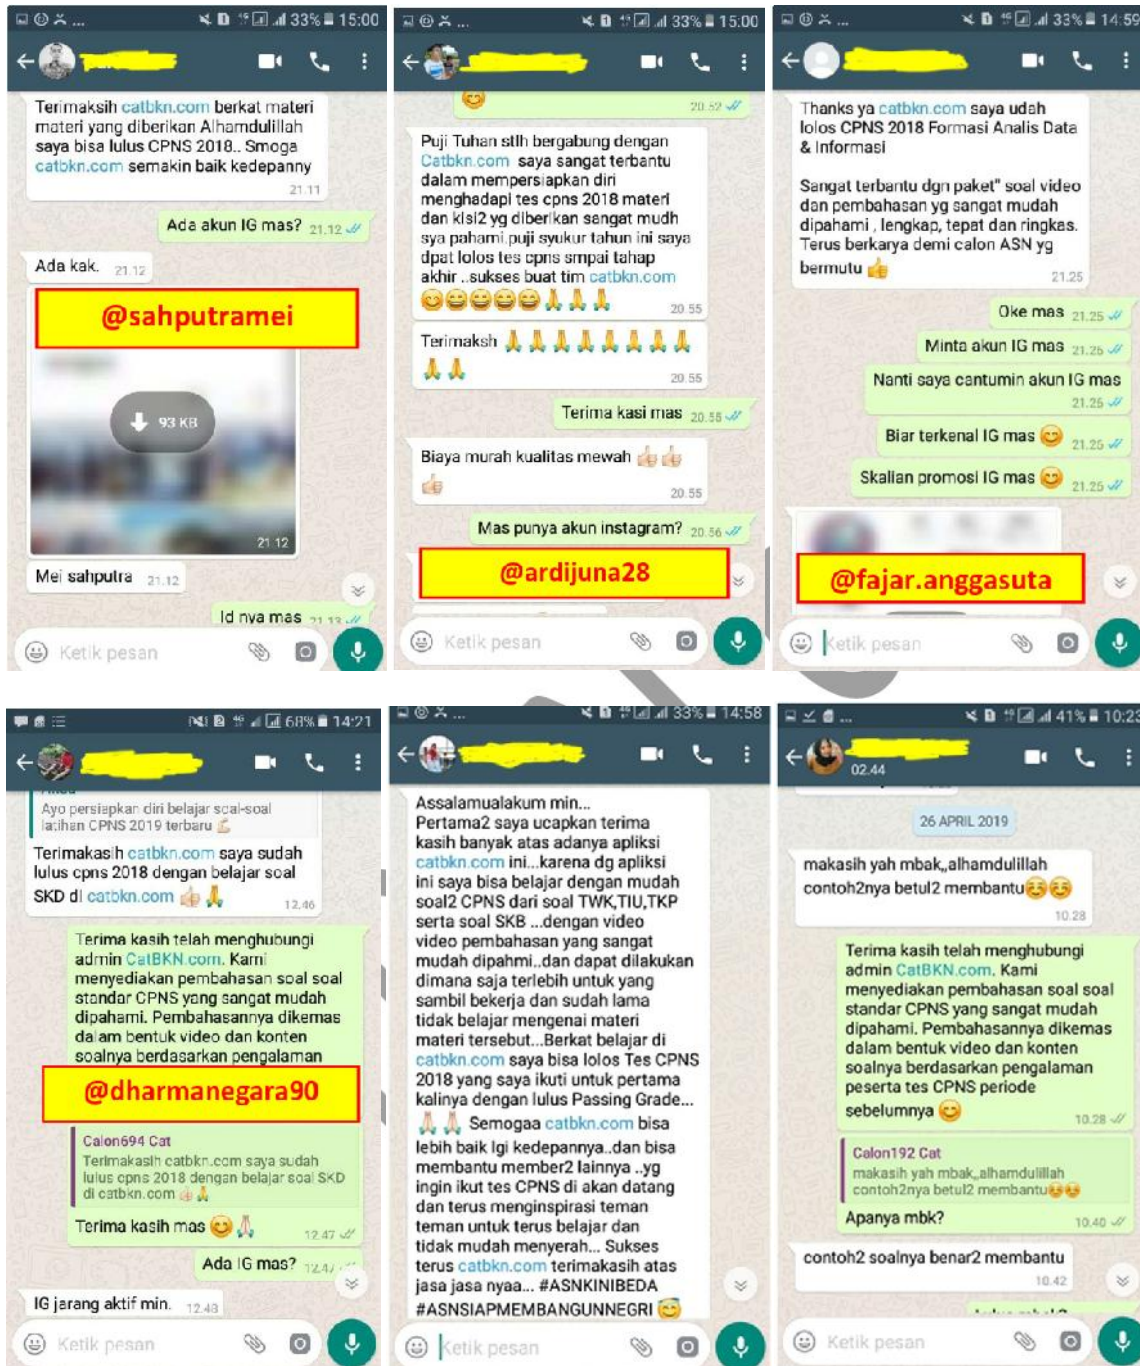 33% 15:00
Terimaksih catbkn.com berkat materi
materi yang diberikan Alhamdulillah
saya bisa lulus CPNS 2018.. Smoga
catbkn.com semakin baik kedepanny
21.11
Ada akun IG mas? 21.12
Ada kak. 21.12
@sahputramei
93 KB
21.12
Mei sahputra 21.12
Id nya mas 21.13
Ketik pesan
33% 15:00
20.52
Puji Tuhan stlh bergabung dengan
Catbkn.com saya sangat terbantu
dalam mempersiapkan diri
menghadapi tes cpns 2018 materi
dan kisi2 yg diberikan sangat mudh
sya pahami.puji syukur tahun ini saya
dpat lolos tes cpns smpai tahap
akhir ..sukses buat tim catbkn.com
😊😄😄😄😄🙏🙏🙏
20.55
Terimaksh 🙏🙏🙏🙏🙏🙏🙏
🙏🙏
20.55
Terima kasi mas 20.55
Biaya murah kualitas mewah 👍👍
👍
20.55
Mas punya akun instagram? 20.56
@ardijuna28
Ketik pesan
33% 14:59
Thanks ya catbkn.com saya udah
lolos CPNS 2018 Formasi Analis Data
& Informasi
Sangat terbantu dgn paket" soal video
dan pembahasan yg sangat mudah
dipahami , lengkap, tepat dan ringkas.
Terus berkarya demi calon ASN yg
bermutu 👍
21.25
Oke mas 21.25
Minta akun IG mas 21.25
Nanti saya cantumin akun IG mas
21.25
Biar terkenal IG mas 😊 21.25
Skalian promosi IG mas 😊 21.25
@fajar.anggasuta
Ketik pesan
68% 14:21
Ayo persiapkan diri belajar soal-soal
latihan CPNS 2019 terbaru 💪
Terimakasih catbkn.com saya sudah
lulus cpns 2018 dengan belajar soal
SKD di catbkn.com 👍🙏
12.46
Terima kasih telah menghubungi
admin CatBKN.com. Kami
menyediakan pembahasan soal soal
standar CPNS yang sangat mudah
dipahami. Pembahasannya dikemas
dalam bentuk video dan konten
soalnya berdasarkan pengalaman
@dharmanegara90
Calon694 Cat
Terimakasih catbkn.com saya sudah
lulus cpns 2018 dengan belajar soal SKD
di catbkn.com 👍🙏
Terima kasih mas 😊🙏 12.47
Ada IG mas? 12.47
IG jarang aktif min. 12.48
Ketik pesan
33% 14:58
Assalamualakum min...
Pertama2 saya ucapkan terima
kasih banyak atas adanya apliksi
catbkn.com ini...karena dg apliksi
ini saya bisa belajar dengan mudah
soal2 CPNS dari soal TWK,TIU,TKP
serta soal SKB ...dengan video
video pembahasan yang sangat
mudah dipahmi..dan dapat dilakukan
dimana saja terlebih untuk yang
sambil bekerja dan sudah lama
tidak belajar mengenai materi
materi tersebut...Berkat belajar di
catbkn.com saya bisa lolos Tes CPNS
2018 yang saya ikuti untuk pertama
kalinya dengan lulus Passing Grade...
🙏🙏 Semogaa catbkn.com bisa
lebih baik lgi kedepannya..dan bisa
membantu member2 lainnya ..yg
ingin ikut tes CPNS di akan datang
dan terus menginspirasi teman
teman untuk terus belajar dan
tidak mudah menyerah... Sukses
terus catbkn.com terimakasih atas
jasa jasa nyaa... #ASNKINIBEDA
#ASNSIAPMEMBANGUNNEGRI 😇
Ketik pesan
41% 10:23
02.44
26 APRIL 2019
makasih yah mbak,,alhamdulillah
contoh2nya betul2 membantu☺☺
10.28
Terima kasih telah menghubungi
admin CatBKN.com. Kami
menyediakan pembahasan soal soal
standar CPNS yang sangat mudah
dipahami. Pembahasannya dikemas
dalam bentuk video dan konten
soalnya berdasarkan pengalaman
peserta tes CPNS periode
sebelumnya 😊
10.28
Calon192 Cat
makasih yah mbak,,alhamdulillah
contoh2nya betul2 membantu☺☺
Apanya mbk? 10.40
contoh2 soalnya benar2 membantu
10.42
Ketik pesan